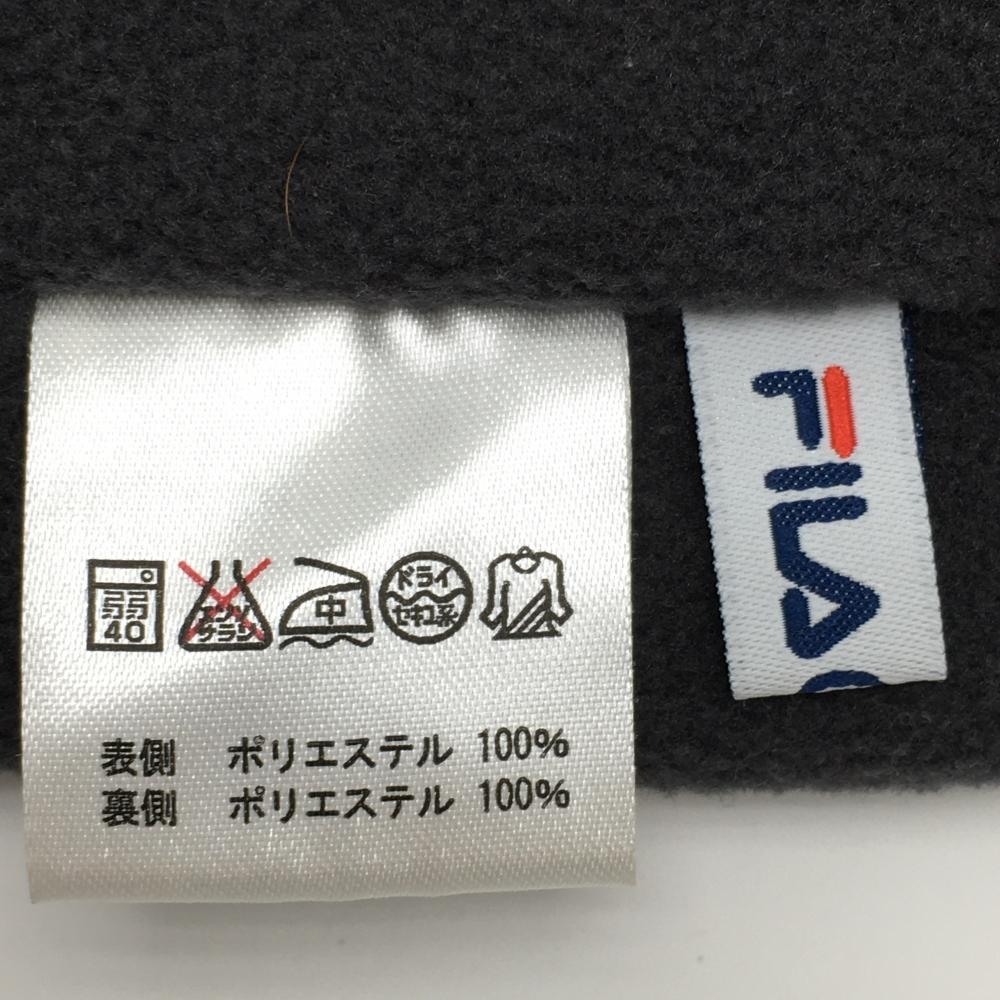 弱
40
エンソ
サラシ
中
ドライ
セキユ系
表側 ポリエステル 100%
裏側 ポリエステル 100%
FILA